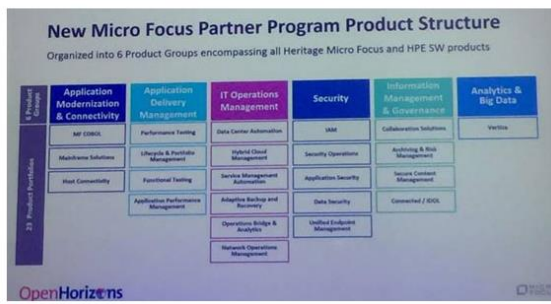 New Micro Focus Partner Program Product Structure
Organized into 6 Product Groups encompassing all Heritage Micro Focus and HPE SW products
6 Product
Groups
Application
Modernization
& Connectivity
Application
Delivery
Management
IT Operations
Management
Security
Information
Management
& Governance
Analytics &
Big Data
23 Product Portfolios
MF COBOL
Mainframe Solutions
Host Connectivity
Performance Testing
Lifecycle & Portfolio
Management
Functional Testing
Application Performance
Management
Data Center Automation
Hybrid Cloud
Management
Service Management
Automation
Adaptive Backup and
Recovery
Operations Bridge &
Analytics
Network Operations
Management
IAM
Security Operations
Application Security
Data Security
Unified Endpoint
Management
Collaboration Solutions
Archiving & Risk
Management
Secure Content
Management
Connected / IDOL
Vertica
OpenHorizons